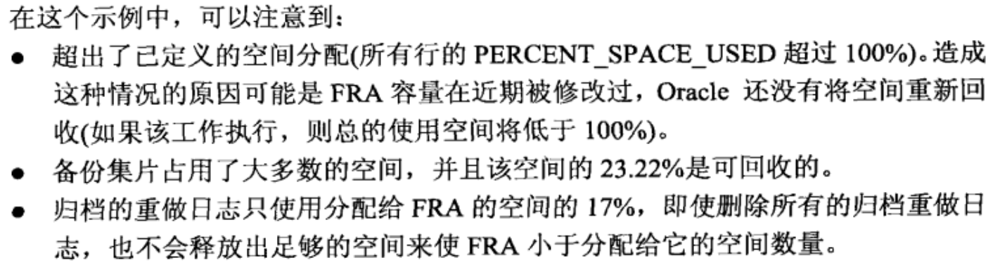 在这个示例中，可以注意到：
● 超出了已定义的空间分配(所有行的 PERCENT_SPACE_USED 超过 100%)。造成
这种情况的原因可能是 FRA 容量在近期被修改过，Oracle 还没有将空间重新回
收(如果该工作执行，则总的使用空间将低于 100%)。
● 备份集片占用了大多数的空间，并且该空间的 23.22%是可回收的。
● 归档的重做日志只使用分配给 FRA 的空间的 17%，即使删除所有的归档重做日
志，也不会释放出足够的空间来使 FRA 小于分配给它的空间数量。